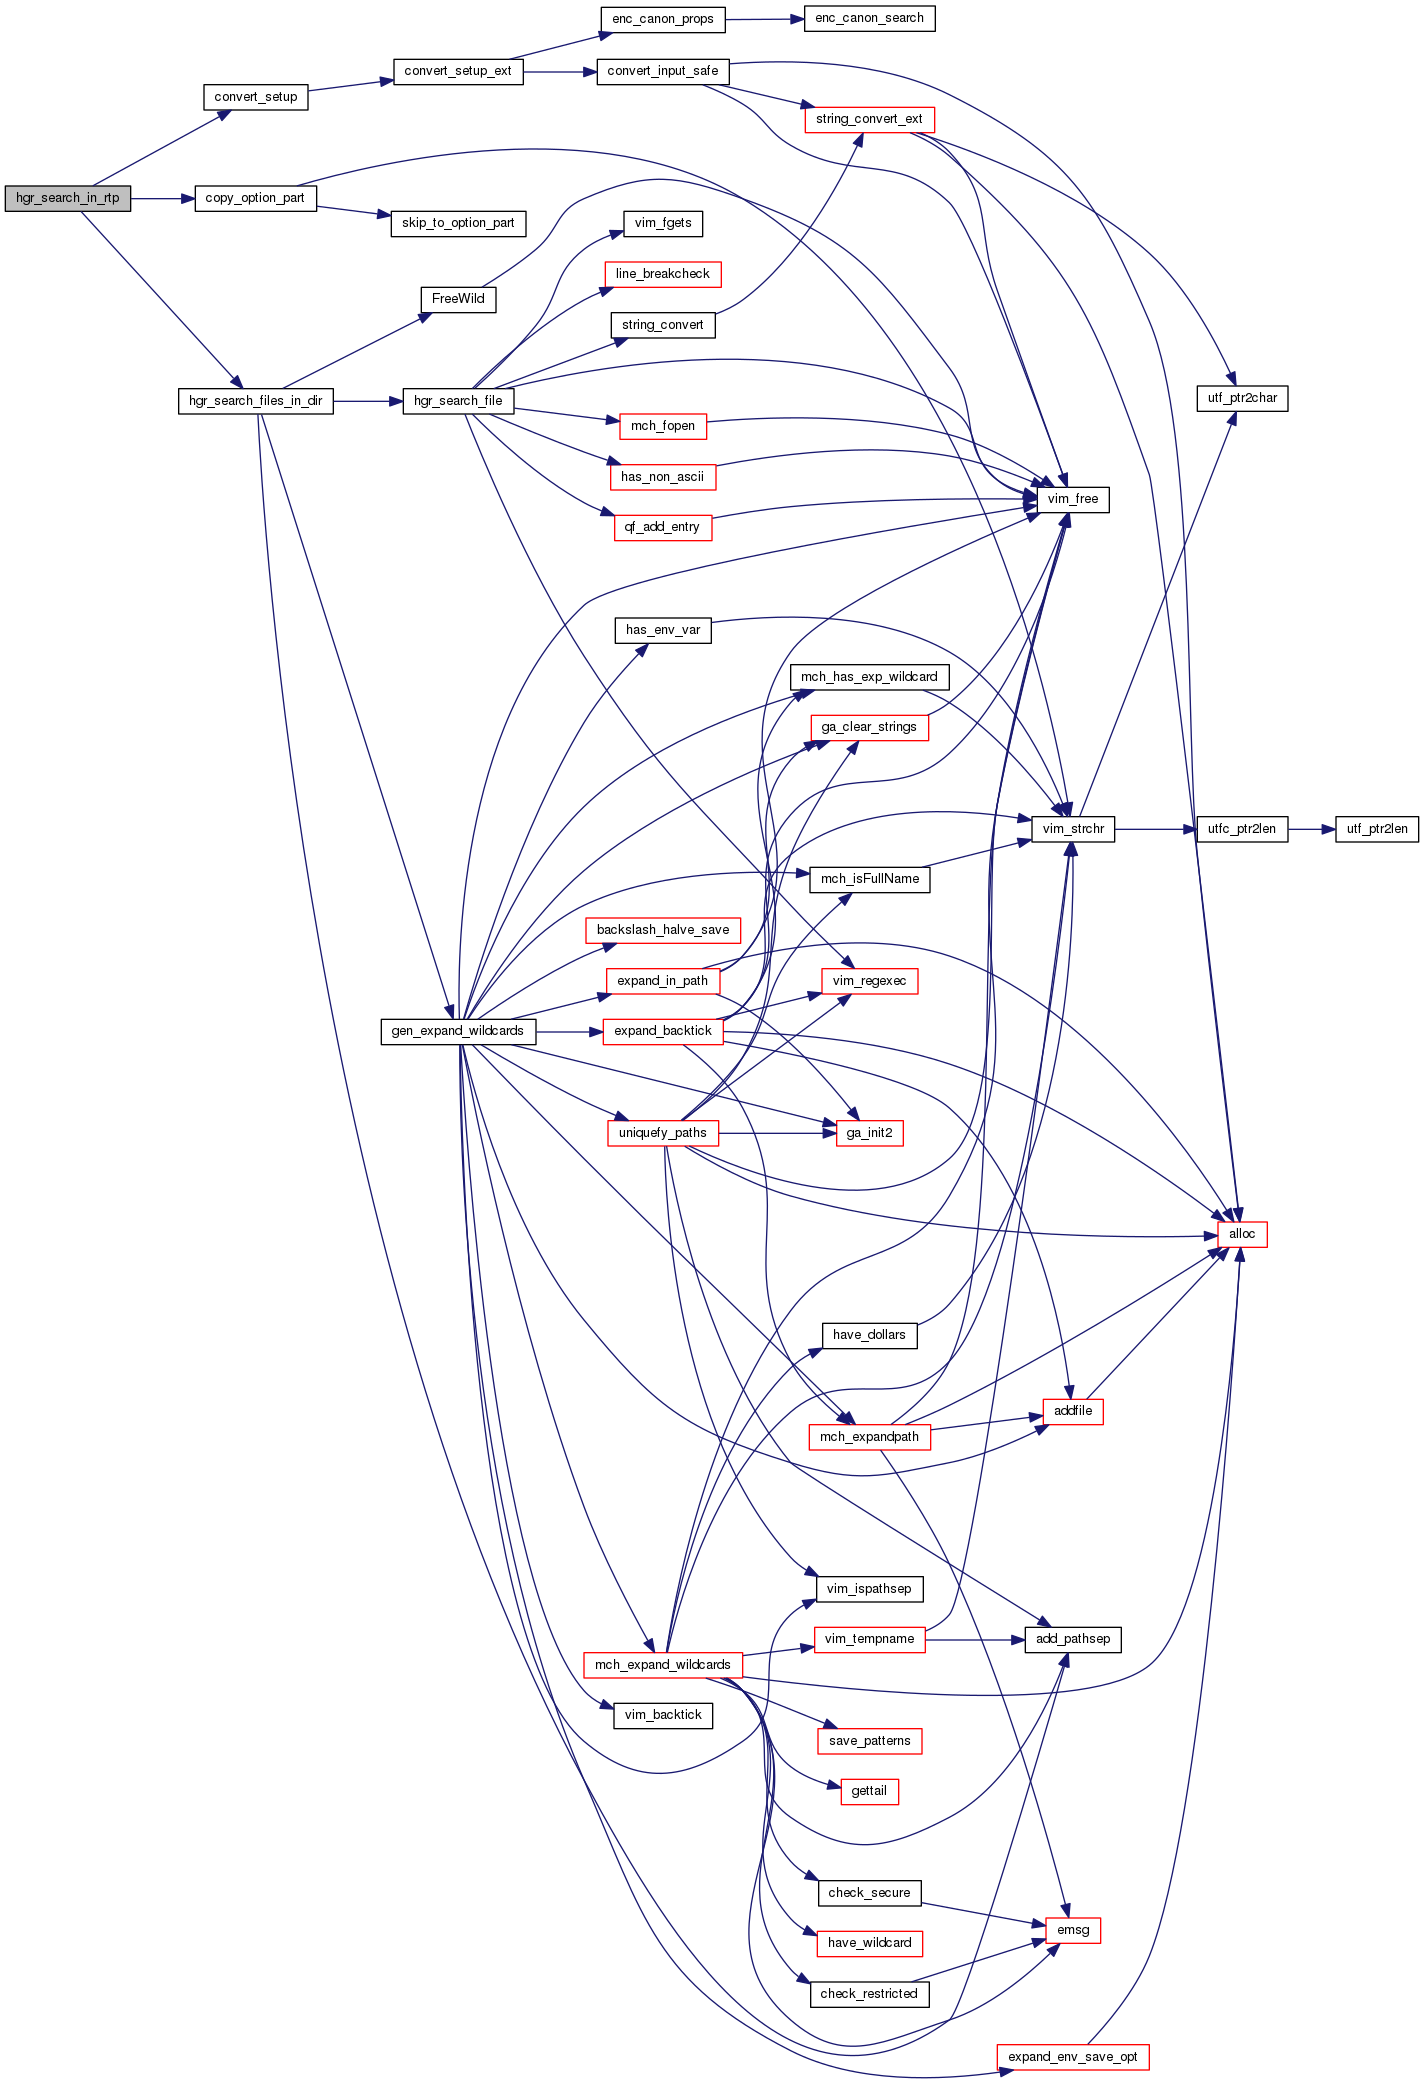 enc_canon_props
enc_canon_search
convert_setup_ext
convert_input_safe
convert_setup
string_convert_ext
hgr_search_in_rtp
copy_option_part
skip_to_option_part
vim_fgets
line_breakcheck
FreeWild
string_convert
hgr_search_files_in_dir
hgr_search_file
utf_ptr2char
mch_fopen
has_non_ascii
vim_free
qf_add_entry
has_env_var
mch_has_exp_wildcard
ga_clear_strings
vim_strchr
utfc_ptr2len
utf_ptr2len
mch_isFullName
backslash_halve_save
expand_in_path
vim_regexec
gen_expand_wildcards
expand_backtick
uniquefy_paths
ga_init2
alloc
have_dollars
addfile
mch_expandpath
vim_ispathsep
vim_tempname
add_pathsep
mch_expand_wildcards
vim_backtick
save_patterns
gettail
check_secure
emsg
have_wildcard
check_restricted
expand_env_save_opt